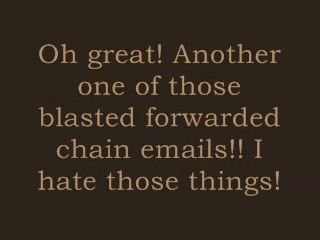 Oh great! Another
one of those
blasted forwarded
chain emails!! I
hate those things!